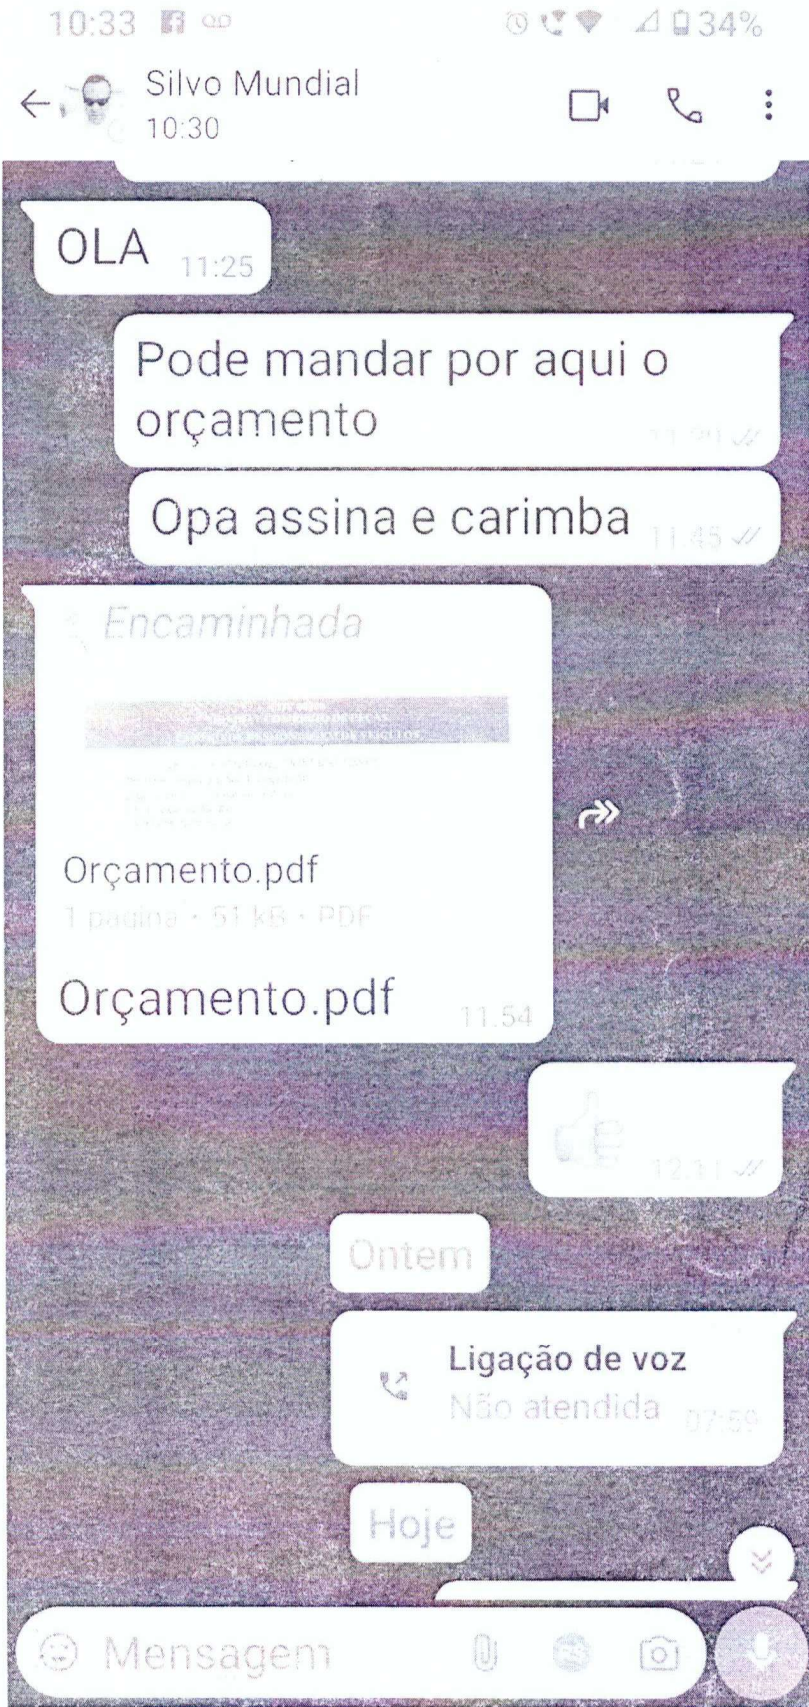 10:33 34%
Silvo Mundial
10:30
OLA 11:25
Pode mandar por aqui o
orçamento
Opa assina e carimba 11:45
Encaminhada
Orçamento.pdf
1 página · 51 kB · PDF
Orçamento.pdf 11:54
12:11
Ontem
Ligação de voz
Não atendida 07:59
Hoje
Mensagem